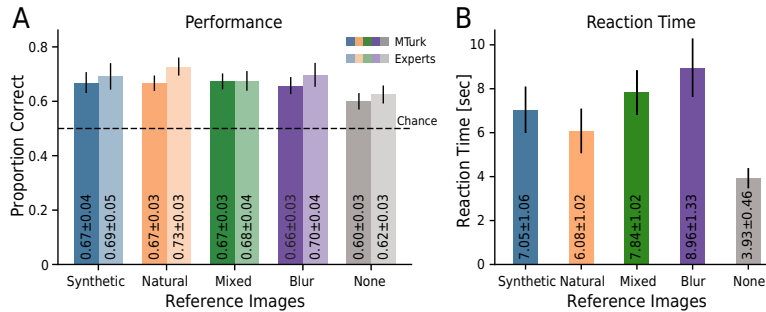 A
Performance
Proportion Correct
0.8
0.6
0.4
0.2
0
MTurk
Experts
Chance
0.67±0.04
0.69±0.05
0.67±0.03
0.73±0.03
0.67±0.03
0.68±0.04
0.66±0.03
0.70±0.04
0.60±0.03
0.62±0.03
Synthetic
Natural
Mixed
Blur
None
Reference Images
B
Reaction Time
Reaction Time [sec]
10
8
6
4
2
0
7.05±1.06
6.08±1.02
7.84±1.02
8.96±1.33
3.93±0.46
Synthetic
Natural
Mixed
Blur
None
Reference Images